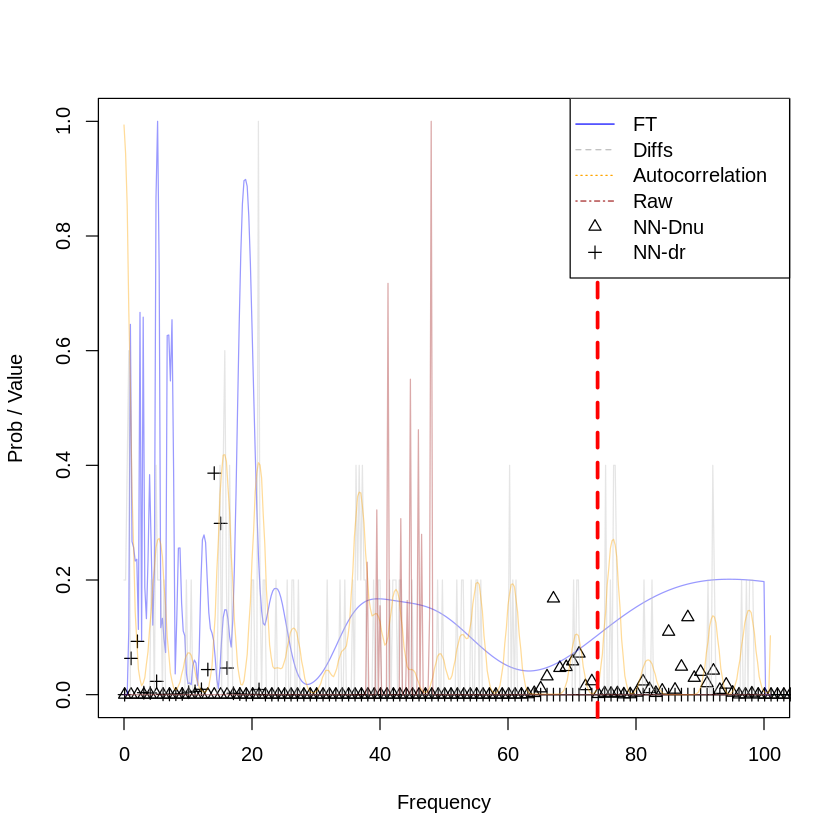 FT
Diffs
Autocorrelation
Raw
NN-Dnu
NN-dr
Prob / Value
1.0
0.8
0.6
0.4
0.2
0.0
0 20 40 60 80 100
Frequency